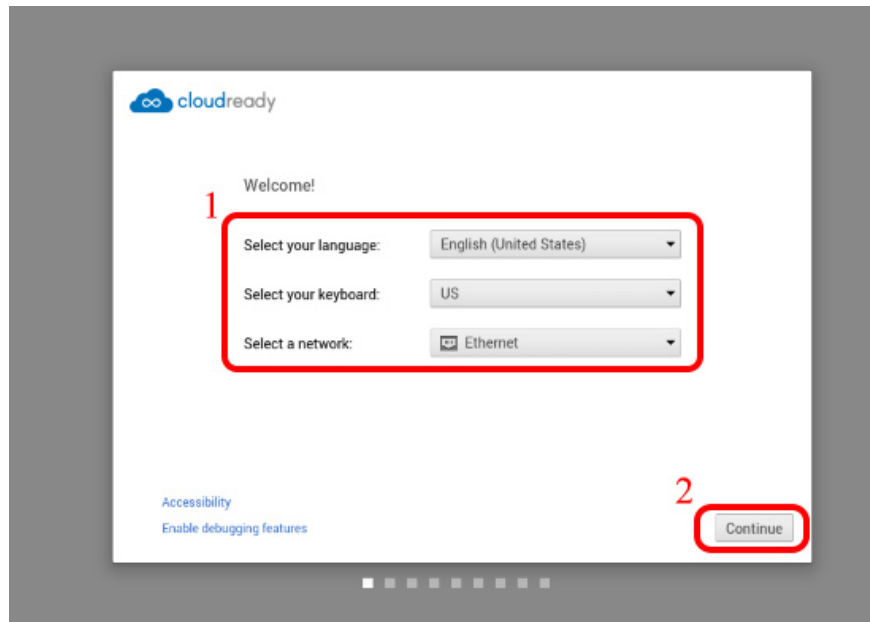 cloudready
Welcome!
1
Select your language: English (United States)
Select your keyboard: US
Select a network: Ethernet
Accessibility
2
Enable debugging features
Continue